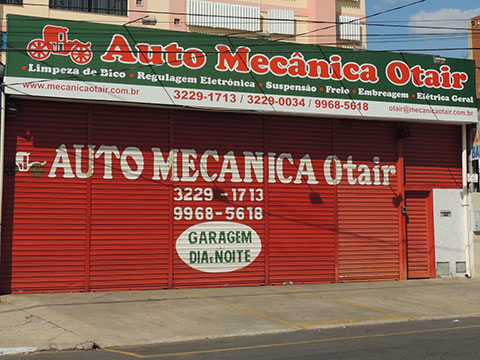 Auto Mecânica Otair
• Limpeza de Bico • Regulagem Eletrônica • Suspensão • Freio • Embreagem • Elétrica Geral
www.mecanicaotair.com.br 3229-1713 / 3229-0034 / 9968-5618 otair@mecanicaotair.com.br
AUTO MECANICA Otair
3229-1713
9968-5618
GARAGEM
DIA E NOITE